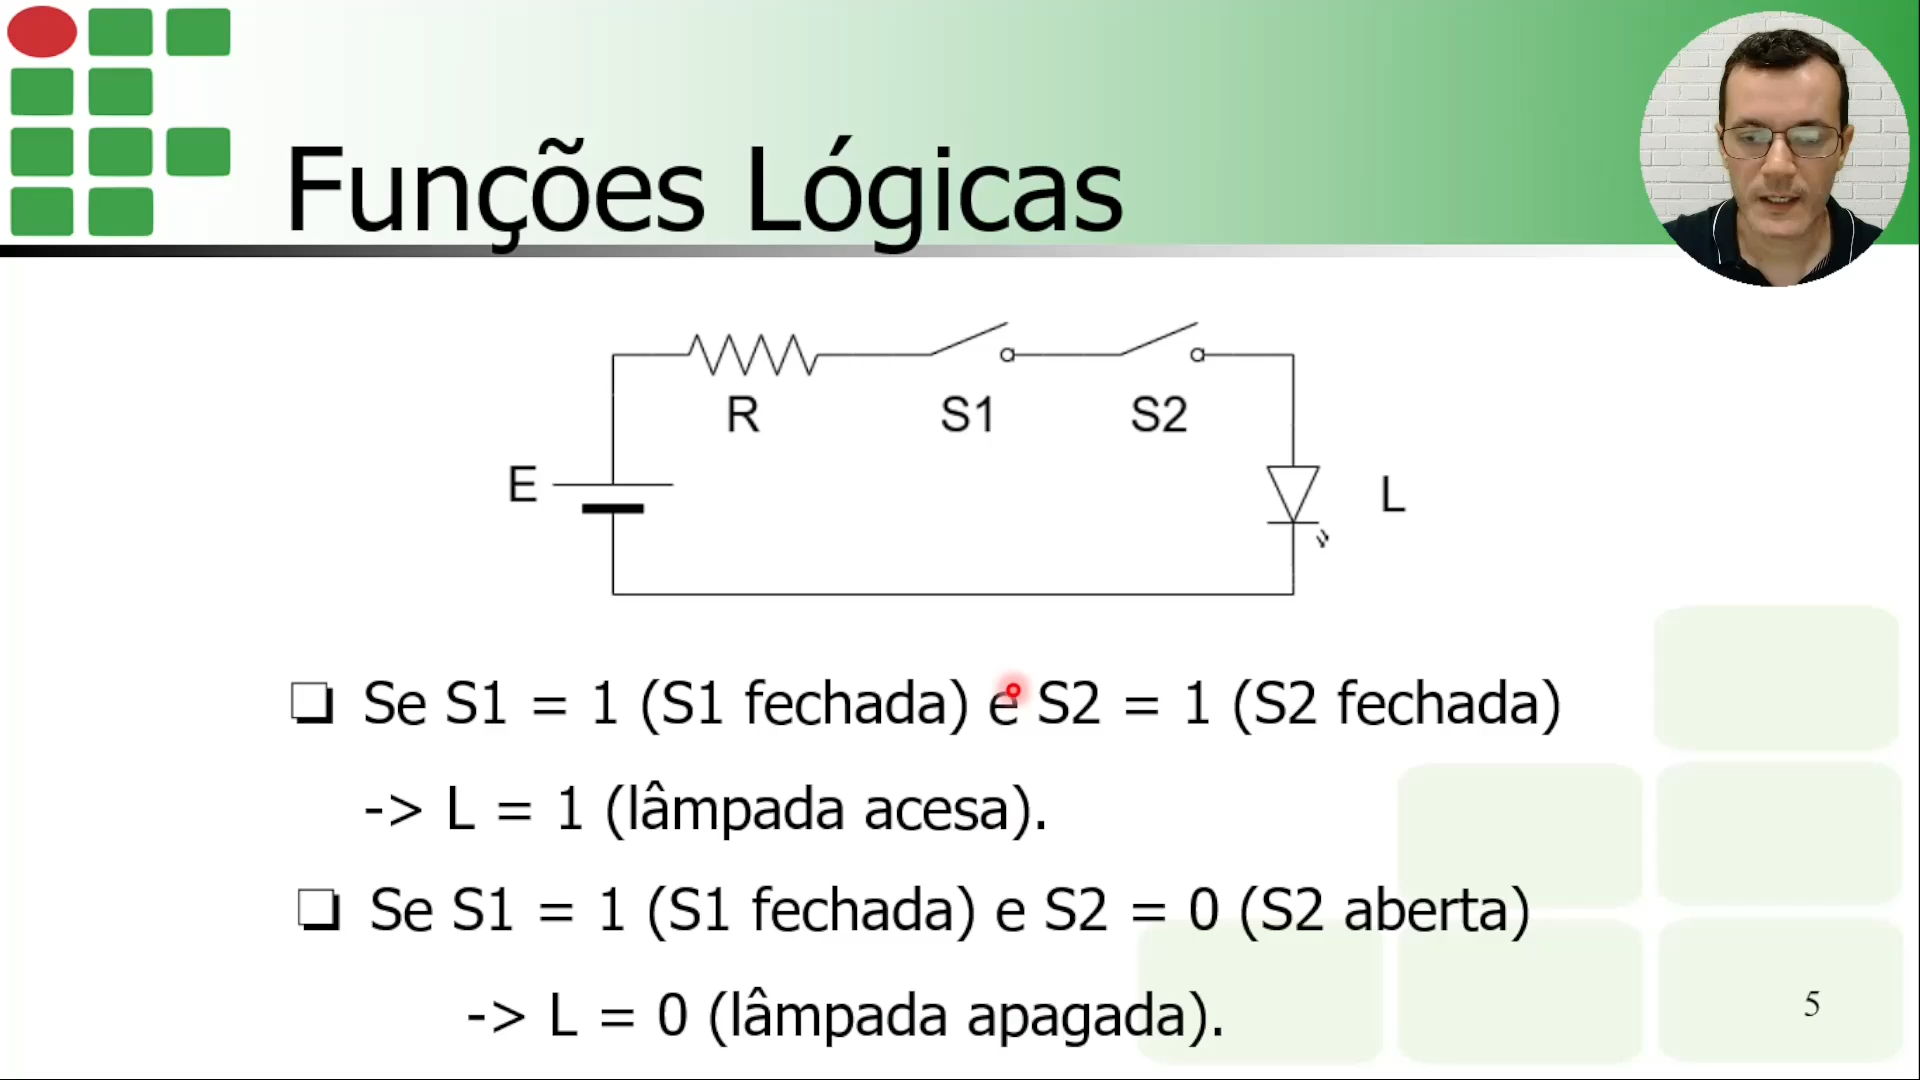 Funções Lógicas
R
S1
S2
E
L
Se S1 = 1 (S1 fechada) e S2 = 1 (S2 fechada)
-> L = 1 (lâmpada acesa).
Se S1 = 1 (S1 fechada) e S2 = 0 (S2 aberta)
-> L = 0 (lâmpada apagada).
5